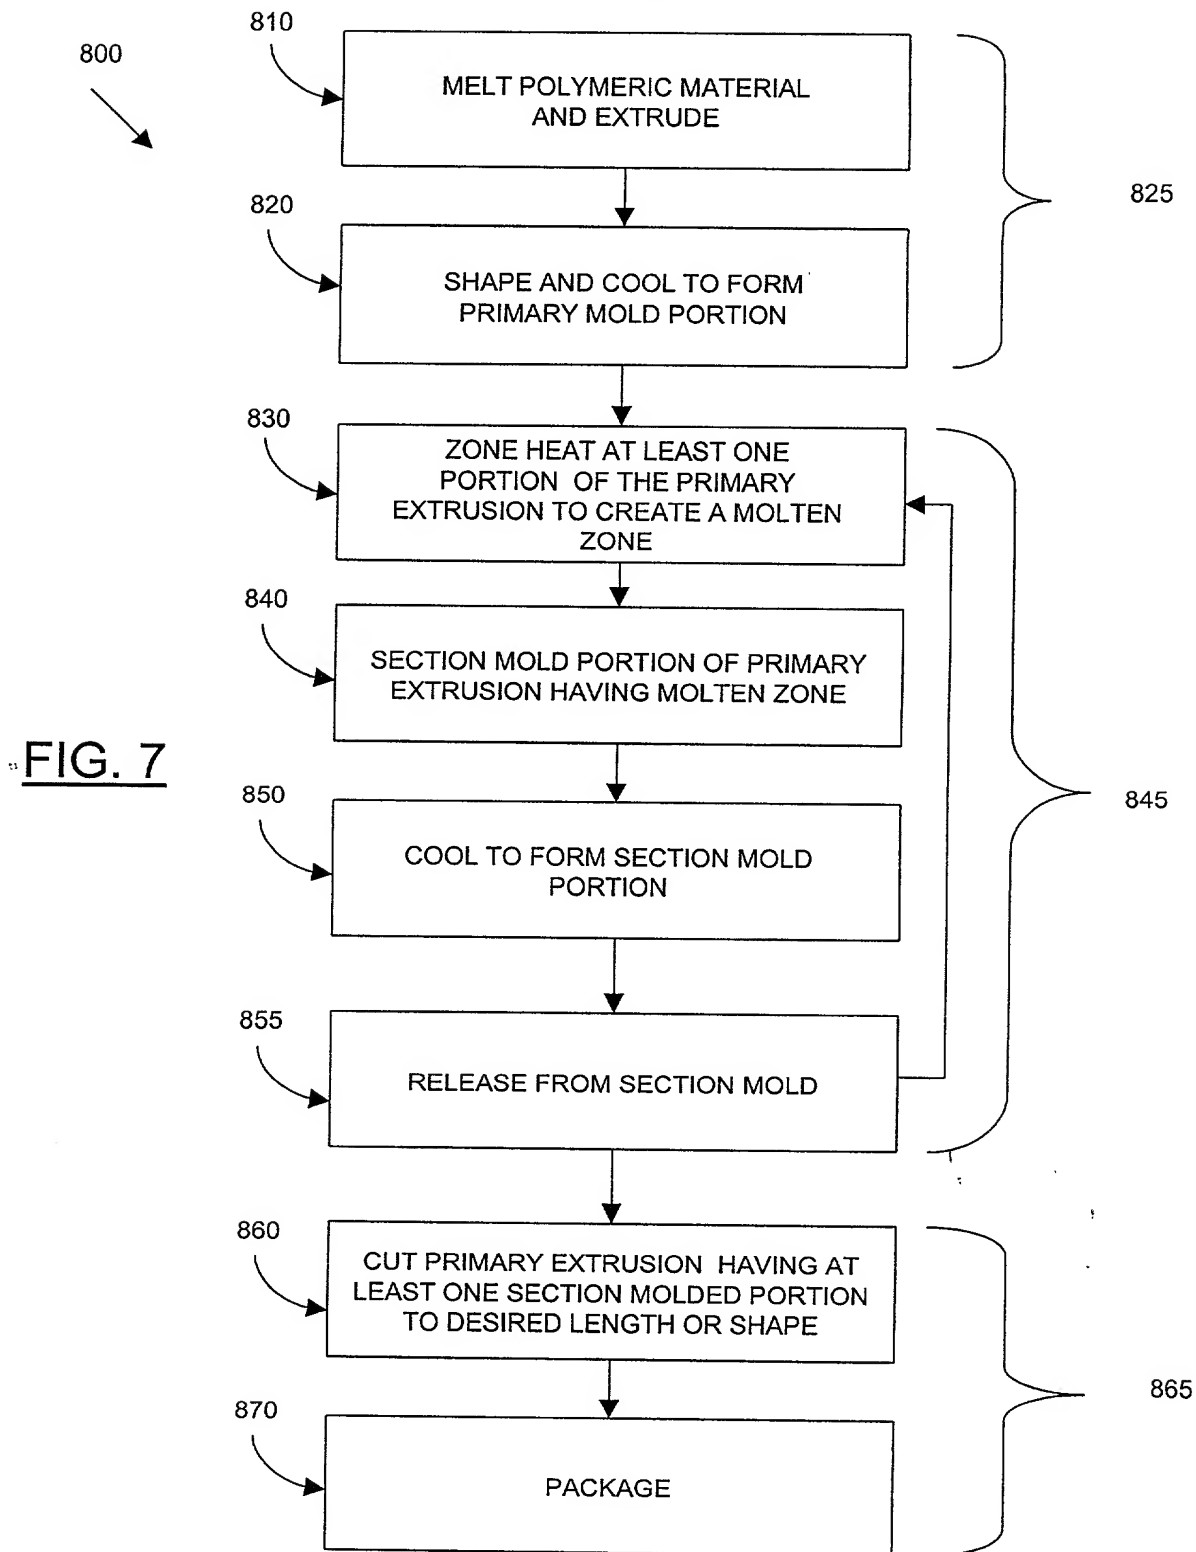 800
810
MELT POLYMERIC MATERIAL
AND EXTRUDE
825
820
SHAPE AND COOL TO FORM
PRIMARY MOLD PORTION
830
ZONE HEAT AT LEAST ONE
PORTION OF THE PRIMARY
EXTRUSION TO CREATE A MOLTEN
ZONE
840
SECTION MOLD PORTION OF PRIMARY
EXTRUSION HAVING MOLTEN ZONE
FIG. 7
845
850
COOL TO FORM SECTION MOLD
PORTION
855
RELEASE FROM SECTION MOLD
860
CUT PRIMARY EXTRUSION HAVING AT
LEAST ONE SECTION MOLDED PORTION
TO DESIRED LENGTH OR SHAPE
865
870
PACKAGE